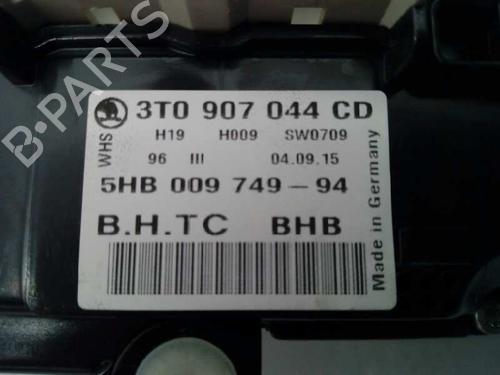 B-PARTS
3T0 907 044 CD
H19 H009 SW0709
96 III 04.09.15
5HB 009 749-94
B.H.TC BHB
WHS
Made in Germany